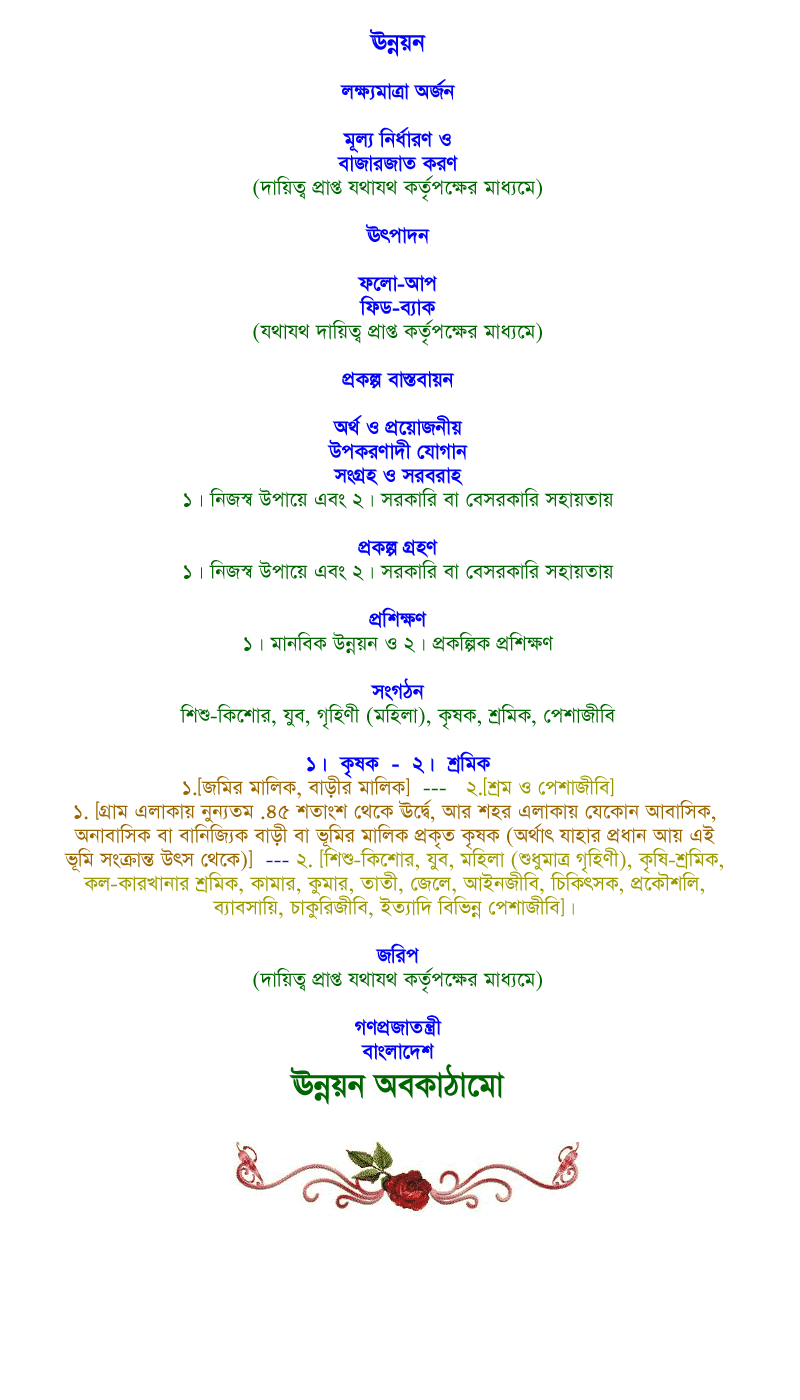 ঊন্নয়ন
লক্ষ্যমাত্রা অর্জন
মূল্য নির্ধারণ ও
বাজারজাত করণ
(দায়িত্ব প্রাপ্ত যথাযথ কর্তৃপক্ষের মাধ্যমে)
ঊৎপাদন
ফলো-আপ
ফিড-ব্যাক
(যথাযথ দায়িত্ব প্রাপ্ত কর্তৃপক্ষের মাধ্যমে)
প্রকল্প বাস্তবায়ন
অর্থ ও প্রয়োজনীয়
উপকরণাদী যোগান
সংগ্রহ ও সরবরাহ
১। নিজস্ব উপায়ে এবং ২। সরকারি বা বেসরকারি সহায়তায়
প্রকল্প গ্রহণ
১। নিজস্ব উপায়ে এবং ২। সরকারি বা বেসরকারি সহায়তায়
প্রশিক্ষণ
১। মানবিক উন্নয়ন ও ২। প্রকল্পিক প্রশিক্ষণ
সংগঠন
শিশু-কিশোর, যুব, গৃহিণী (মহিলা), কৃষক, শ্রমিক, পেশাজীবি
১। কৃষক - ২। শ্রমিক
১.[জমির মালিক, বাড়ীর মালিক] --- ২.[শ্রম ও পেশাজীবি]
১. [গ্রাম এলাকায় নুন্যতম .৪৫ শতাংশ থেকে ঊর্দ্ধে, আর শহর এলাকায় যেকোন আবাসিক,
অনাবাসিক বা বানিজ্যিক বাড়ী বা ভূমির মালিক প্রকৃত কৃষক (অর্থাৎ যাহার প্রধান আয় এই
ভূমি সংক্রান্ত উৎস থেকে)] --- ২. [শিশু-কিশোর, যুব, মহিলা (শুধুমাত্র গৃহিণী), কৃষি-শ্রমিক,
কল-কারখানার শ্রমিক, কামার, কুমার, তাতী, জেলে, আইনজীবি, চিকিৎসক, প্রকৌশলি,
ব্যাবসায়ি, চাকুরিজীবি, ইত্যাদি বিভিন্ন পেশাজীবি]।
জরিপ
(দায়িত্ব প্রাপ্ত যথাযথ কর্তৃপক্ষের মাধ্যমে)
গণপ্রজাতন্ত্রী
বাংলাদেশ
ঊন্নয়ন অবকাঠামো